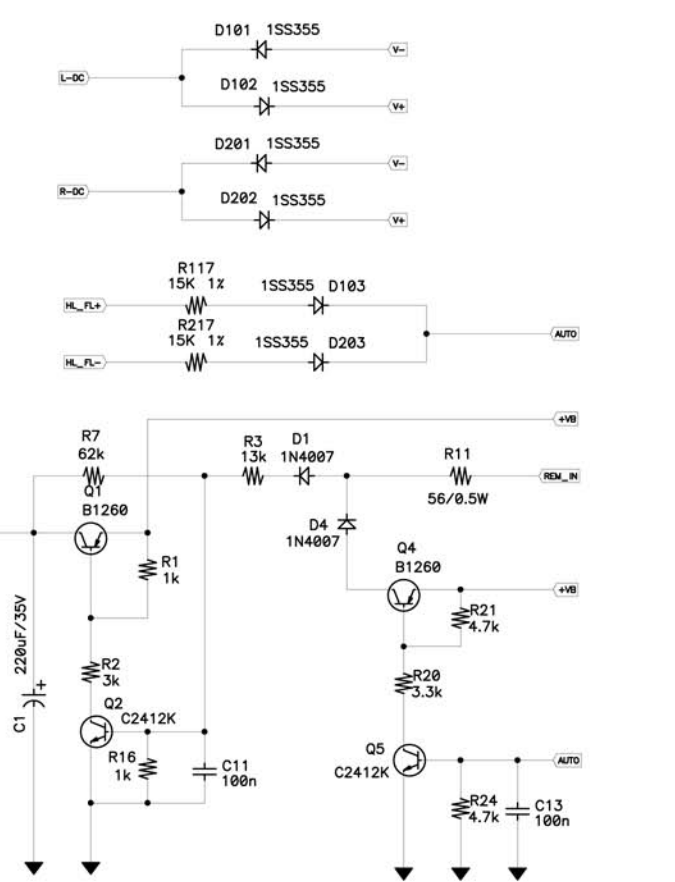 D101 1SS355
V-
L-DC
D102 1SS355
V+
D201 1SS355
V-
R-DC
D202 1SS355
V+
R117
15K 1%
1SS355 D103
HL_FL+
R217
15K 1%
1SS355 D203
AUTO
HL_FL-
+VB
R7
62k
R3
13k
D1
1N4007
R11
56/0.5W
REM_IN
Q1
B1260
D4
1N4007
Q4
B1260
R1
1k
+VB
R21
4.7k
220uF/35V
C1
+
R2
3k
R20
3.3k
Q2
C2412K
R16
1k
C11
100n
Q5
C2412K
AUTO
R24
4.7k
C13
100n